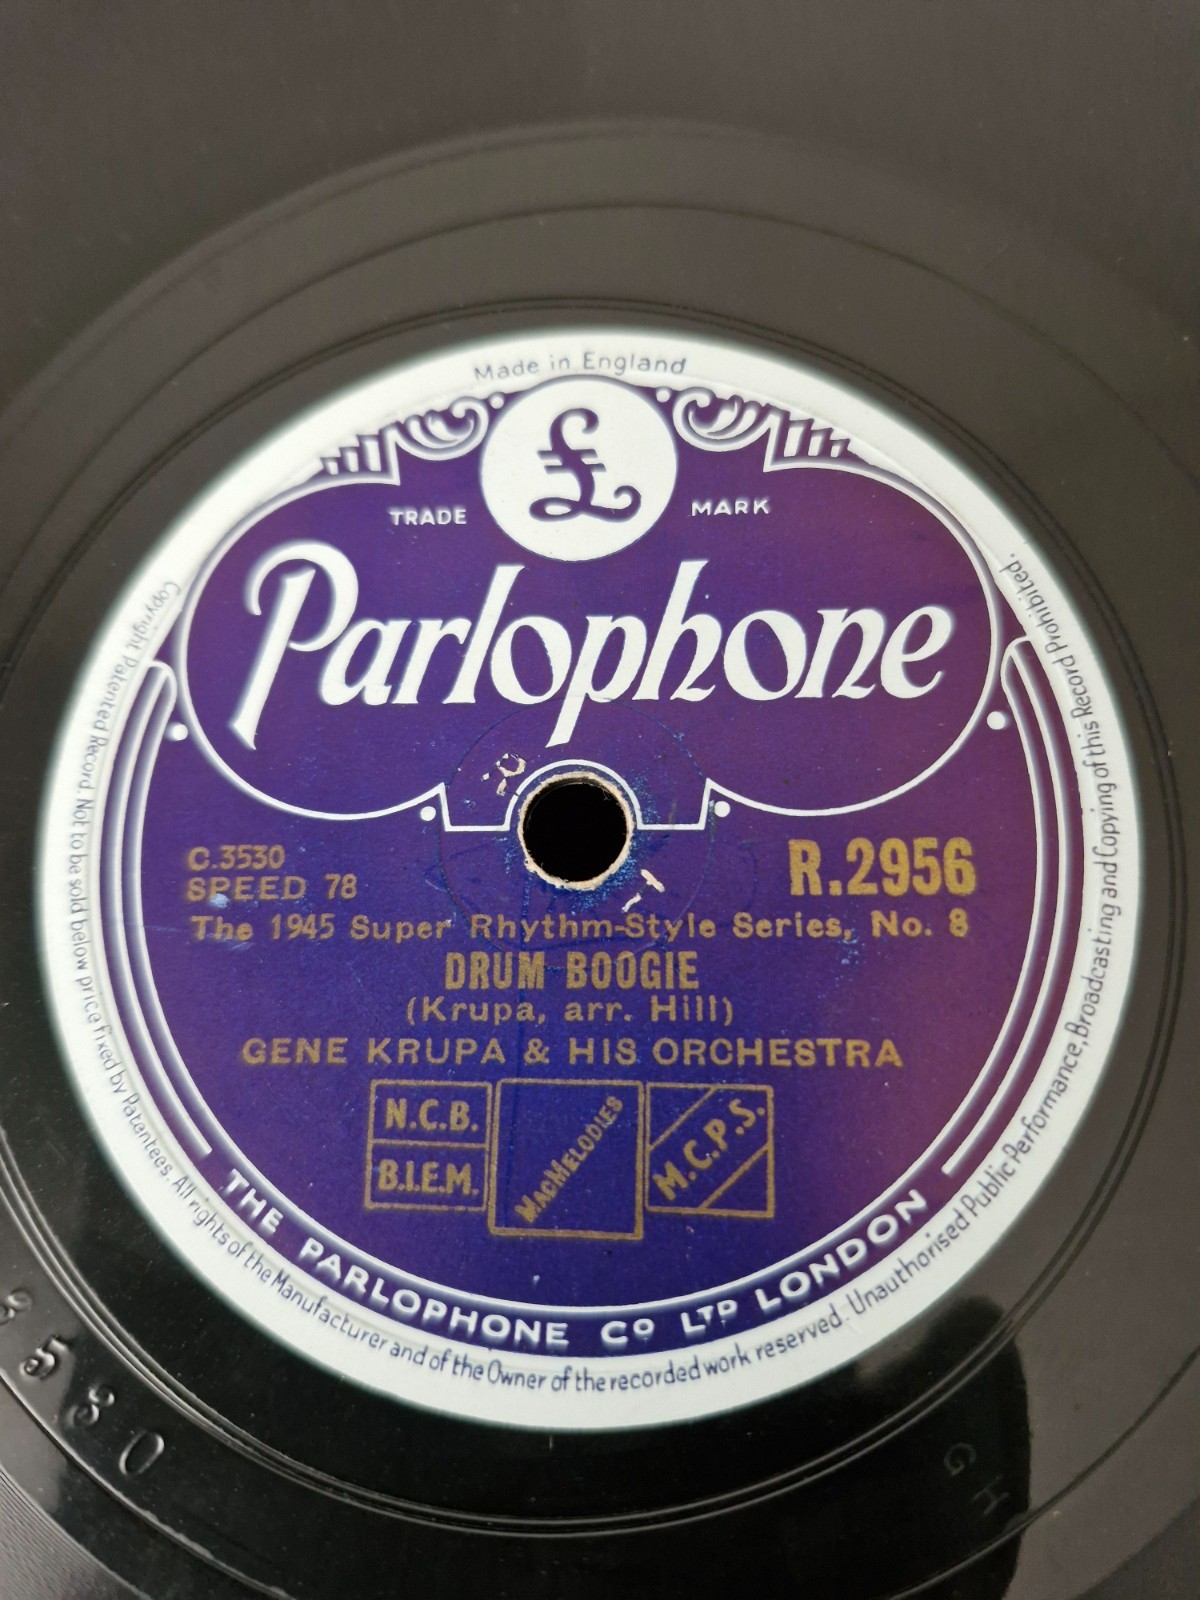 Made in England
£
TRADE MARK
Parlophone
C.3530
SPEED 78
R.2956
The 1945 Super Rhythm-Style Series, No. 8
DRUM BOOGIE
(Krupa, arr. Hill)
GENE KRUPA & HIS ORCHESTRA
N.C.B.
B.I.E.M.
MACMELODIES
M.C.P.S.
THE PARLOPHONE Co LTD LONDON
Copyright Patented Record. Not to be sold below price fixed by Patentees. All rights of the Manufacturer and of the Owner of the recorded work reserved. Unauthorised Public Performance, Broadcasting and Copying of this Record Prohibited.
3530
GH